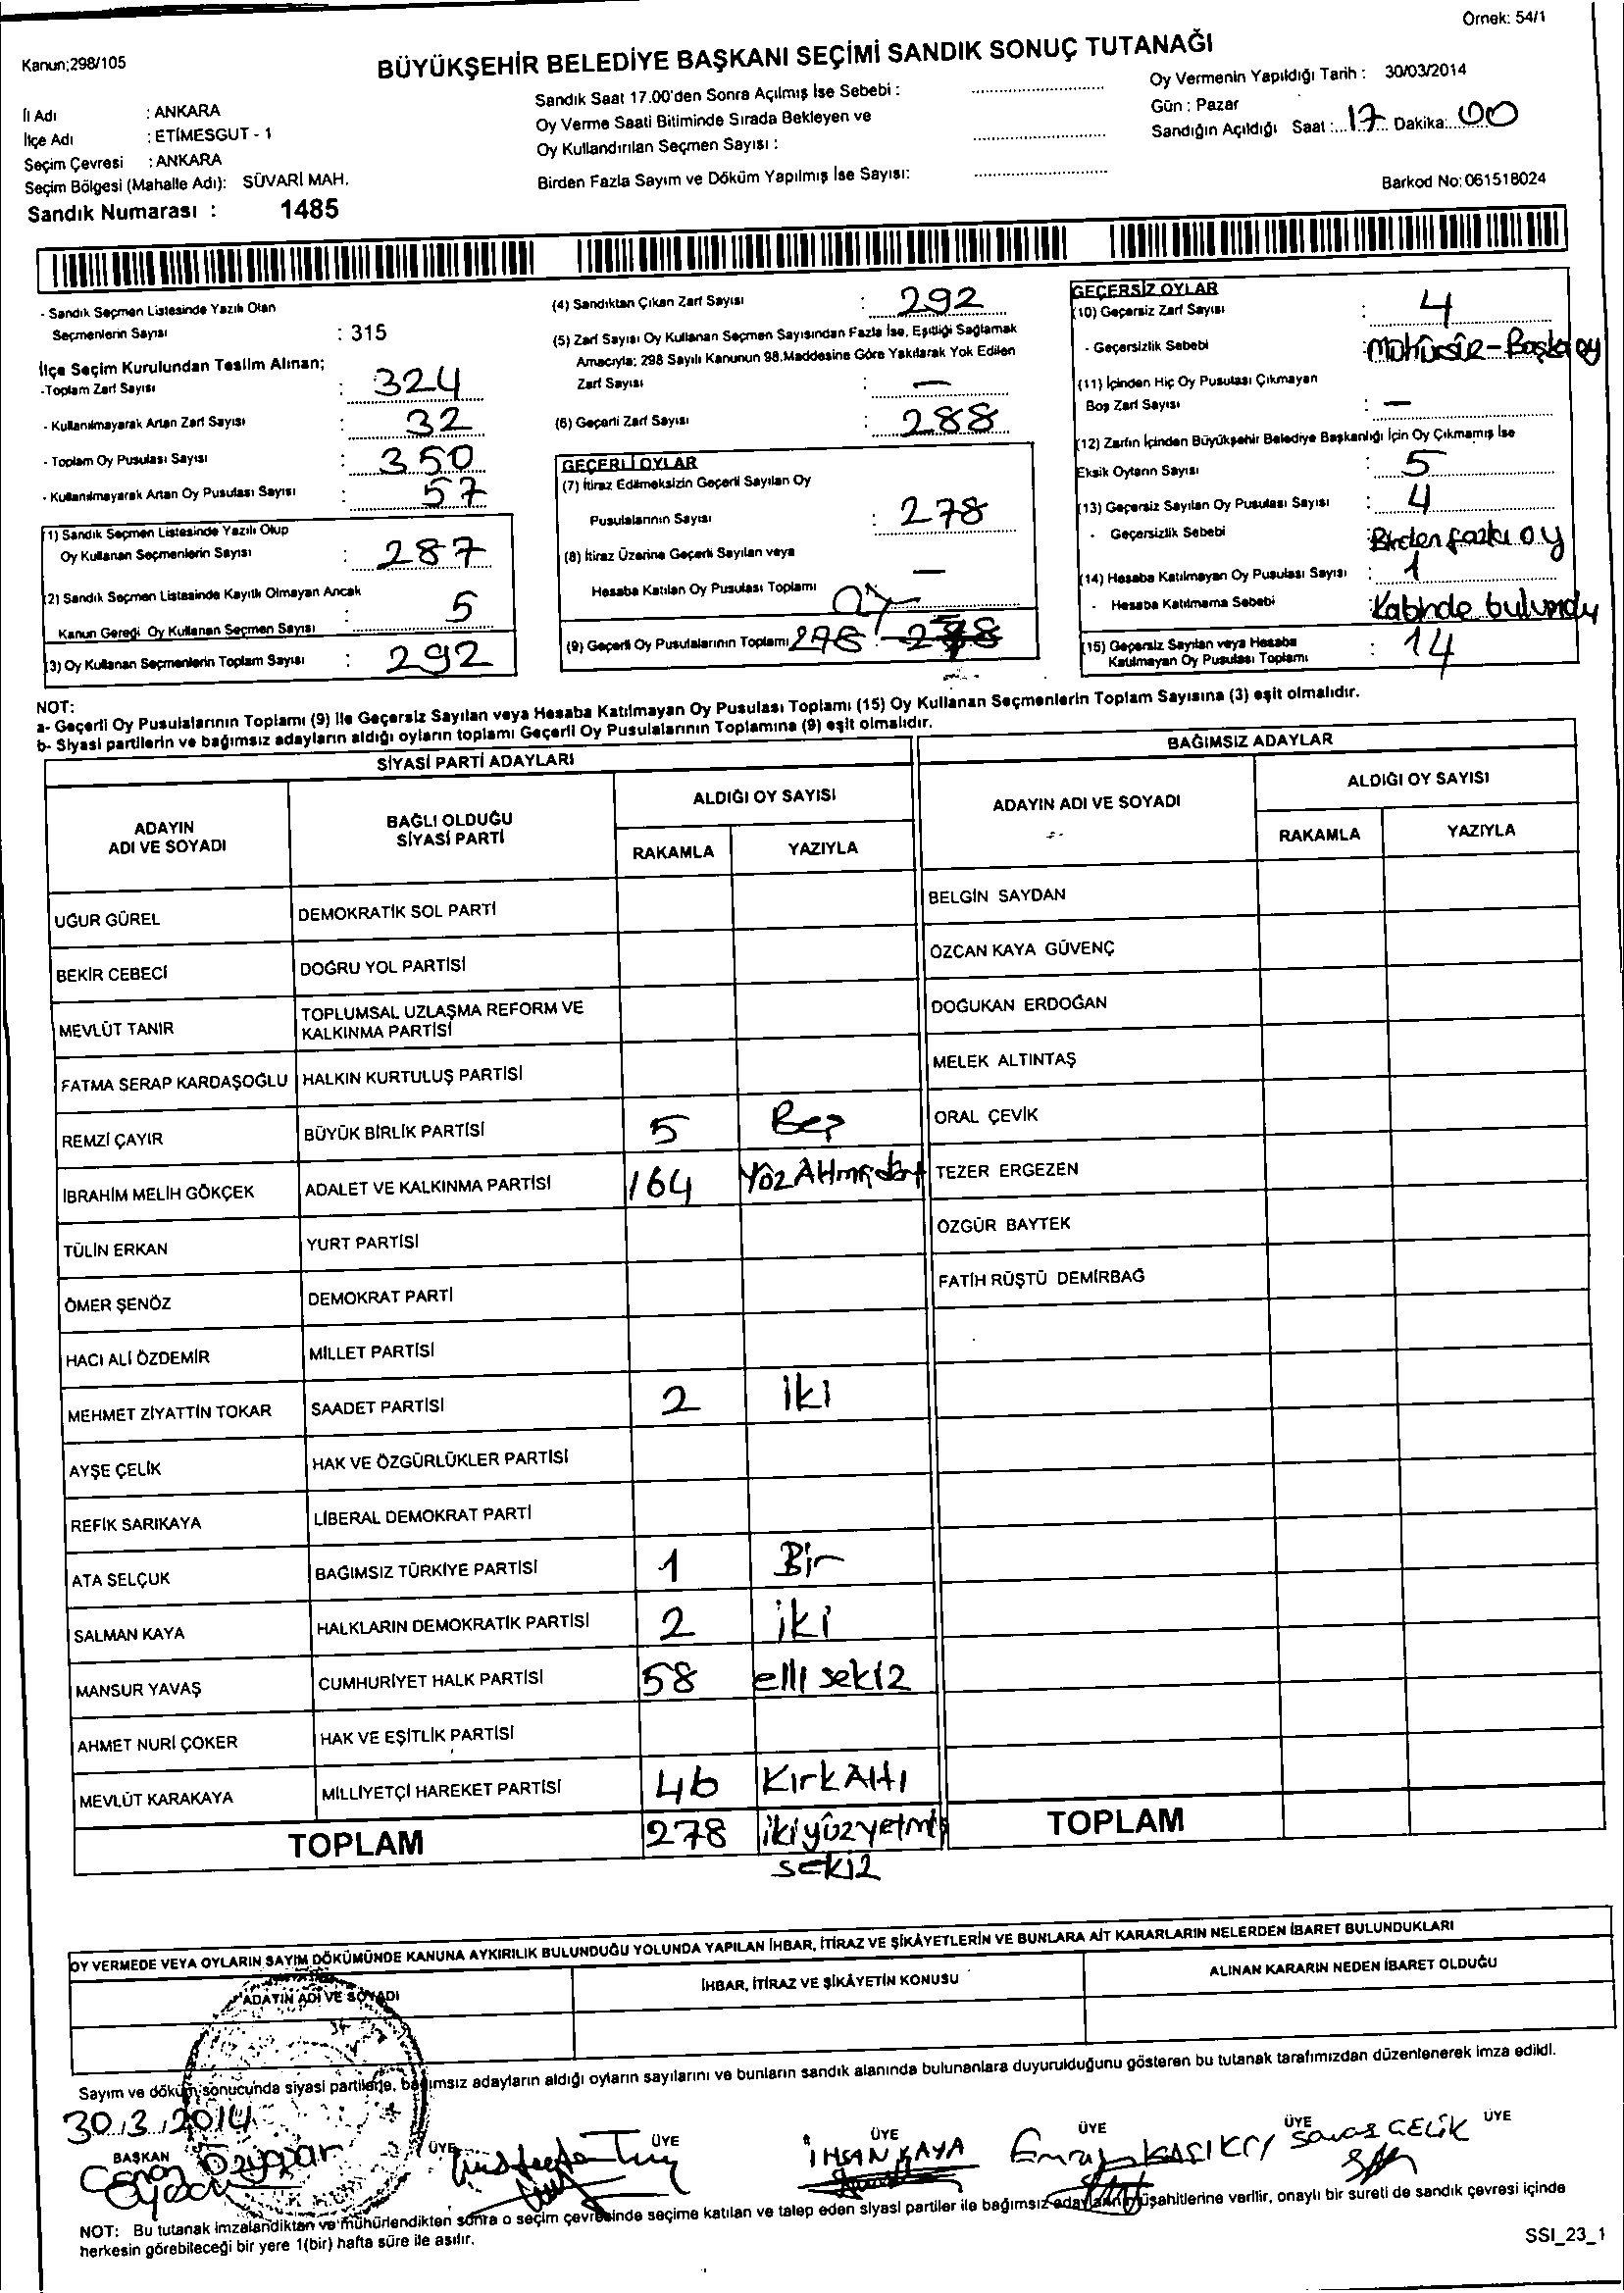 Örnek: 54/1
Kanun;298/105
BÜYÜKŞEHİR BELEDİYE BAŞKANI SEÇİMİ SANDIK SONUÇ TUTANAĞI
İl Adı : ANKARA
İlçe Adı : ETİMESGUT - 1
Seçim Çevresi : ANKARA
Seçim Bölgesi (Mahalle Adı): SÜVARİ MAH.
Sandık Numarası : 1485
Sandık Saat 17.00'den Sonra Açılmış İse Sebebi :
Oy Verme Saati Bitiminde Sırada Bekleyen ve
Oy Kullandırılan Seçmen Sayısı :
Birden Fazla Sayım ve Döküm Yapılmış İse Sayısı:
Oy Vermenin Yapıldığı Tarih : 30/03/2014
Gün : Pazar
Sandığın Açıldığı Saat : 17 Dakika: 00
Barkod No: 061518024
- Sandık Seçmen Listesinde Yazılı Olan
Seçmenlerin Sayısı : 315
İlçe Seçim Kurulundan Teslim Alınan;
-Toplam Zarf Sayısı : 324
- Kullanılmayarak Artan Zarf Sayısı : 32
- Toplam Oy Pusulası Sayısı : 350
- Kullanılmayarak Artan Oy Pusulası Sayısı : 57
(1) Sandık Seçmen Listesinde Yazılı Olup
Oy Kullanan Seçmenlerin Sayısı : 287
(2) Sandık Seçmen Listesinde Kayıtlı Olmayan Ancak
Kanun Gereği Oy Kullanan Seçmen Sayısı : 5
(3) Oy Kullanan Seçmenlerin Toplam Sayısı : 292
(4) Sandıktan Çıkan Zarf Sayısı : 292
(5) Zarf Sayısı Oy Kullanan Seçmen Sayısından Fazla İse, Eşitliği Sağlamak
Amacıyla; 298 Sayılı Kanunun 98.Maddesine Göre Yakılarak Yok Edilen
Zarf Sayısı : —
(6) Geçerli Zarf Sayısı : 288
GEÇERLİ OYLAR
(7) İtiraz Edilmeksizin Geçerli Sayılan Oy
Pusulalarının Sayısı : 278
(8) İtiraz Üzerine Geçerli Sayılan veya
Hesaba Katılan Oy Pusulası Toplamı —
(9) Geçerli Oy Pusulalarının Toplamı 278
GEÇERSİZ OYLAR
(10) Geçersiz Zarf Sayısı : 4
- Geçersizlik Sebebi : Mühürsüz-Başka oy
(11) İçinden Hiç Oy Pusulası Çıkmayan
Boş Zarf Sayısı : —
(12) Zarfın İçinden Büyükşehir Belediye Başkanlığı İçin Oy Çıkmamış İse
Eksik Oyların Sayısı : 5
(13) Geçersiz Sayılan Oy Pusulası Sayısı : 4
- Geçersizlik Sebebi : Birden fazla oy
(14) Hesaba Katılmayan Oy Pusulası Sayısı : 1
- Hesaba Katılmama Sebebi : Kabinde bulundu
(15) Geçersiz Sayılan veya Hesaba
Katılmayan Oy Pusulası Toplamı : 14
NOT:
a- Geçerli Oy Pusulalarının Toplamı (9) ile Geçersiz Sayılan veya Hesaba Katılmayan Oy Pusulası Toplamı (15) Oy Kullanan Seçmenlerin Toplam Sayısına (3) eşit olmalıdır.
b- Siyasi partilerin ve bağımsız adayların aldığı oyların toplamı Geçerli Oy Pusulalarının Toplamına (9) eşit olmalıdır.
SİYASİ PARTİ ADAYLARI
ADAYIN ADI VE SOYADI
BAĞLI OLDUĞU SİYASİ PARTİ
ALDIĞI OY SAYISI
RAKAMLA YAZIYLA
UĞUR GÜREL DEMOKRATİK SOL PARTİ
BEKİR CEBECİ DOĞRU YOL PARTİSİ
MEVLÜT TANIR TOPLUMSAL UZLAŞMA REFORM VE KALKINMA PARTİSİ
FATMA SERAP KARDAŞOĞLU HALKIN KURTULUŞ PARTİSİ
REMZİ ÇAYIR BÜYÜK BİRLİK PARTİSİ 5 Beş
İBRAHİM MELİH GÖKÇEK ADALET VE KALKINMA PARTİSİ 164 YüzAltmışdört
TÜLİN ERKAN YURT PARTİSİ
ÖMER ŞENÖZ DEMOKRAT PARTİ
HACI ALİ ÖZDEMİR MİLLET PARTİSİ
MEHMET ZİYATTİN TOKAR SAADET PARTİSİ 2 iki
AYŞE ÇELİK HAK VE ÖZGÜRLÜKLER PARTİSİ
REFİK SARIKAYA LİBERAL DEMOKRAT PARTİ
ATA SELÇUK BAĞIMSIZ TÜRKİYE PARTİSİ 1 Bir
SALMAN KAYA HALKLARIN DEMOKRATİK PARTİSİ 2 iki
MANSUR YAVAŞ CUMHURİYET HALK PARTİSİ 58 elli sekiz
AHMET NURİ ÇOKER HAK VE EŞİTLİK PARTİSİ
MEVLÜT KARAKAYA MİLLİYETÇİ HAREKET PARTİSİ 46 KırkAltı
TOPLAM 278 ikiyüzyetmiş
sekiz
BAĞIMSIZ ADAYLAR
ADAYIN ADI VE SOYADI
ALDIĞI OY SAYISI
RAKAMLA YAZIYLA
BELGİN SAYDAN
ÖZCAN KAYA GÜVENÇ
DOĞUKAN ERDOĞAN
MELEK ALTINTAŞ
ORAL ÇEVİK
TEZER ERGEZEN
ÖZGÜR BAYTEK
FATİH RÜŞTÜ DEMİRBAĞ
TOPLAM
OY VERMEDE VEYA OYLARIN SAYIM DÖKÜMÜNDE KANUNA AYKIRILIK BULUNDUĞU YOLUNDA YAPILAN İHBAR, İTİRAZ VE ŞİKÂYETLERİN VE BUNLARA AİT KARARLARIN NELERDEN İBARET BULUNDUKLARI
ADAYIN ADI VE SOYADI İHBAR, İTİRAZ VE ŞİKÂYETİN KONUSU ALINAN KARARIN NEDEN İBARET OLDUĞU
Sayım ve döküm sonucunda siyasi partilerle, bağımsız adayların aldığı oyların sayılarını ve bunların sandık alanında bulunanlara duyurulduğunu gösteren bu tutanak tarafımızdan düzenlenerek imza edildi.
30.3.2014
BAŞKAN ÜYE ÜYE ÜYE ÜYE ÜYE ÜYE
İHSAN KAYA Savaş ÇELİK
NOT: Bu tutanak imzalandıktan ve mühürlendikten sonra o seçim çevresinde seçime katılan ve talep eden siyasi partiler ile bağımsız adayların müşahitlerine verilir, onaylı bir sureti de sandık çevresi içinde
herkesin görebileceği bir yere 1(bir) hafta süre ile asılır.
SSI_23_1